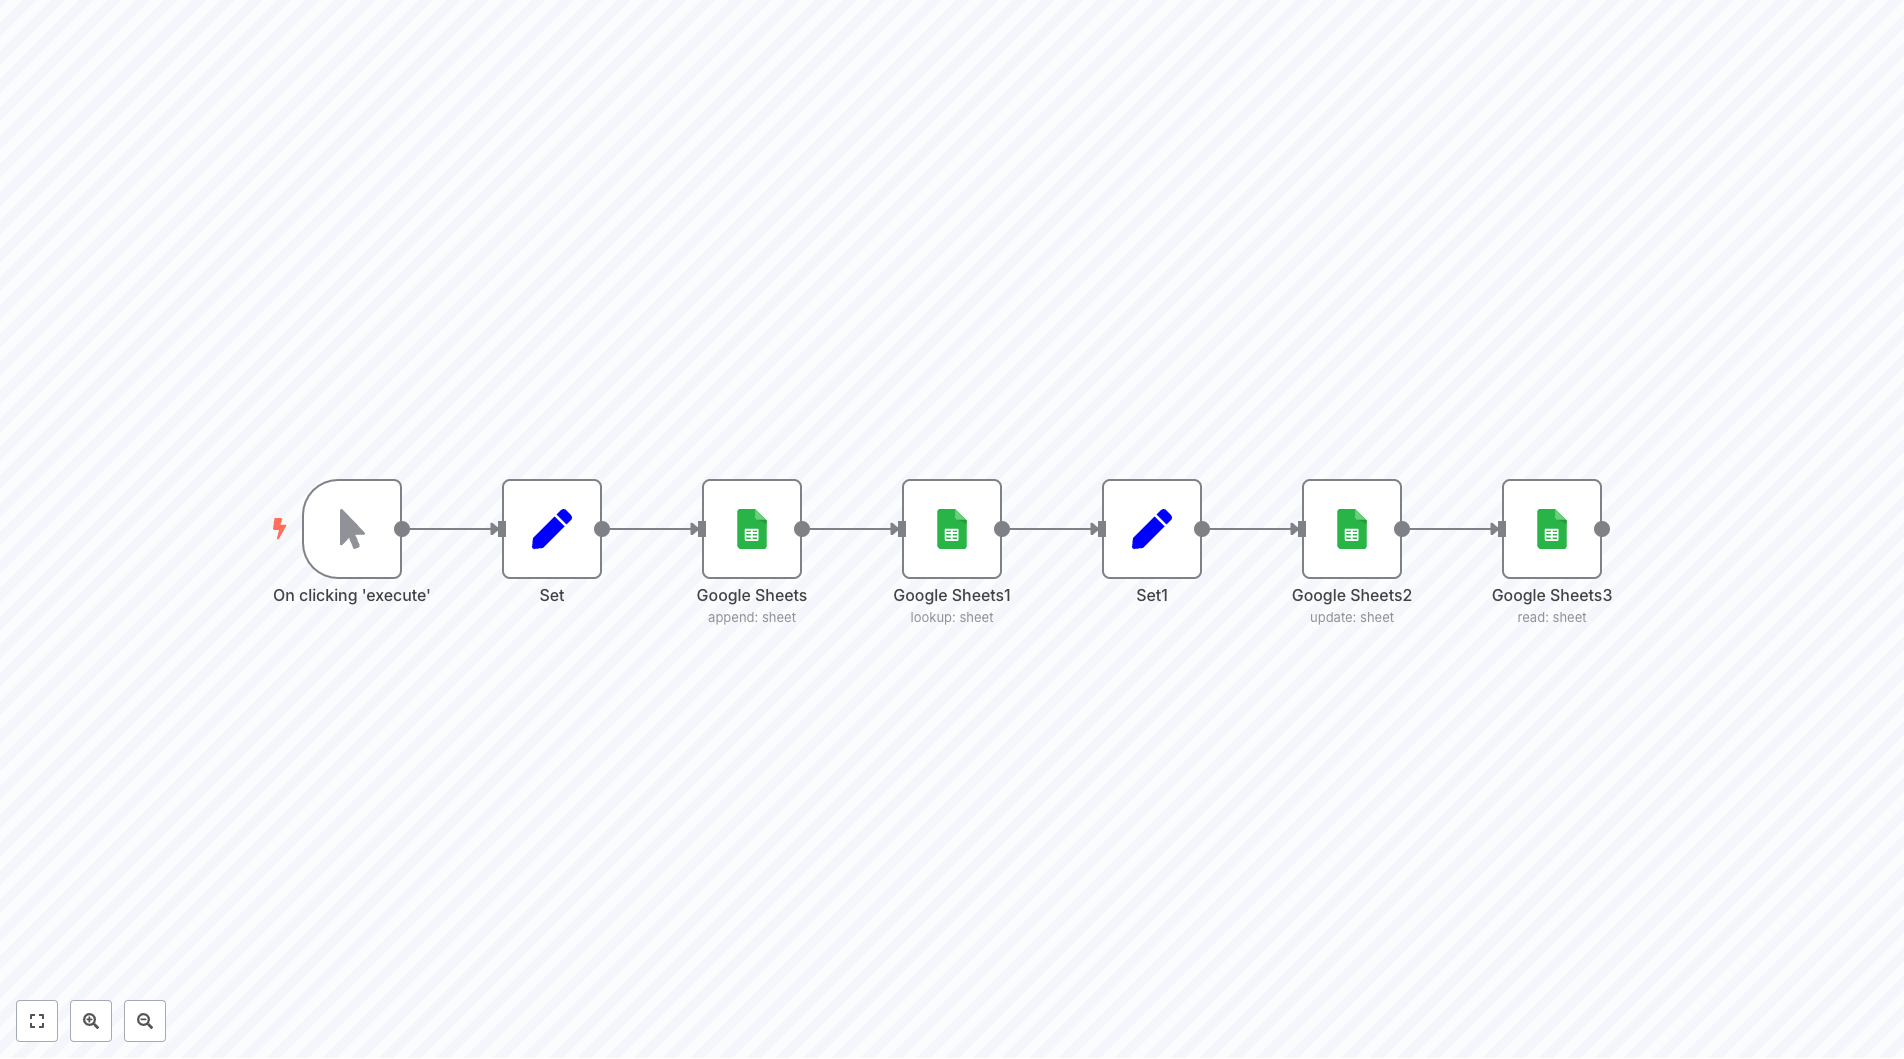 On clicking 'execute'
Set
Google Sheets
append: sheet
Google Sheets1
lookup: sheet
Set1
Google Sheets2
update: sheet
Google Sheets3
read: sheet